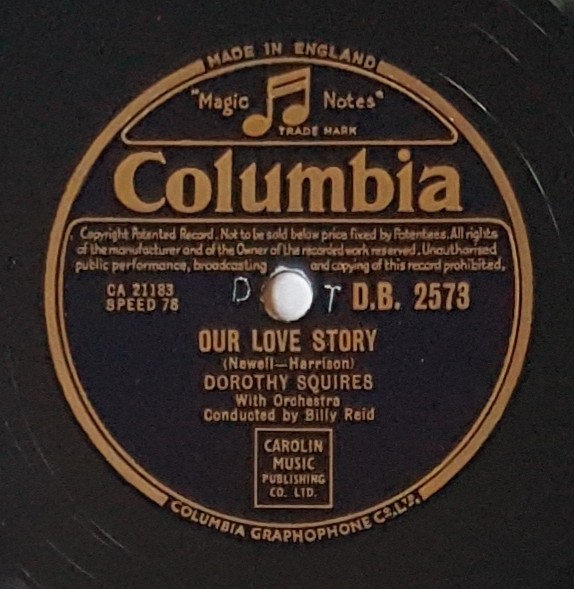 MADE IN ENGLAND
"Magic Notes"
TRADE MARK
Columbia
Copyright Patented Record. Not to be sold below price fixed by Patentees. All rights
of the manufacturer and of the Owner of the recorded work reserved. Unauthorised
public performance, broadcasting and copying of this record prohibited.
CA 21183
SPEED 78
D T
D.B. 2573
OUR LOVE STORY
(Newell—Harrison)
DOROTHY SQUIRES
With Orchestra
Conducted by Billy Reid
CAROLIN
MUSIC
PUBLISHING
CO. LTD.
COLUMBIA GRAPHOPHONE CO. LTD.